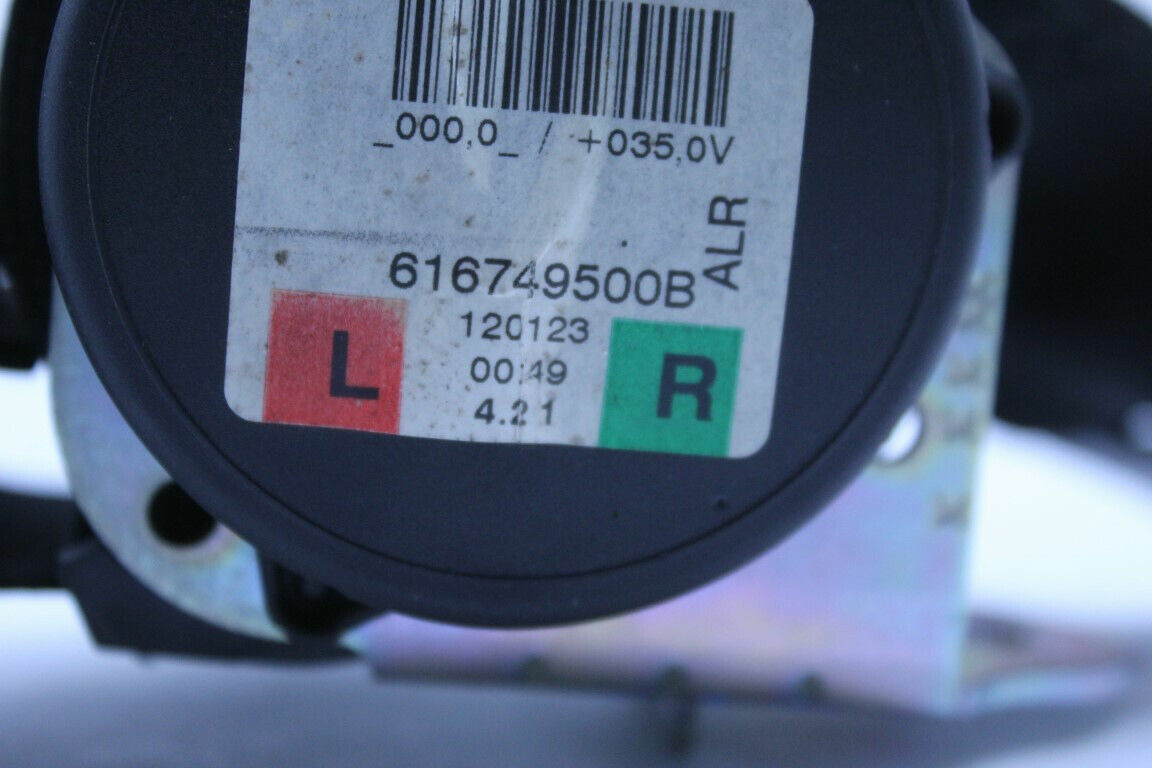 _000,0_ / +035,0V
ALR
616749500B
L
120123
00:49
4.21
R